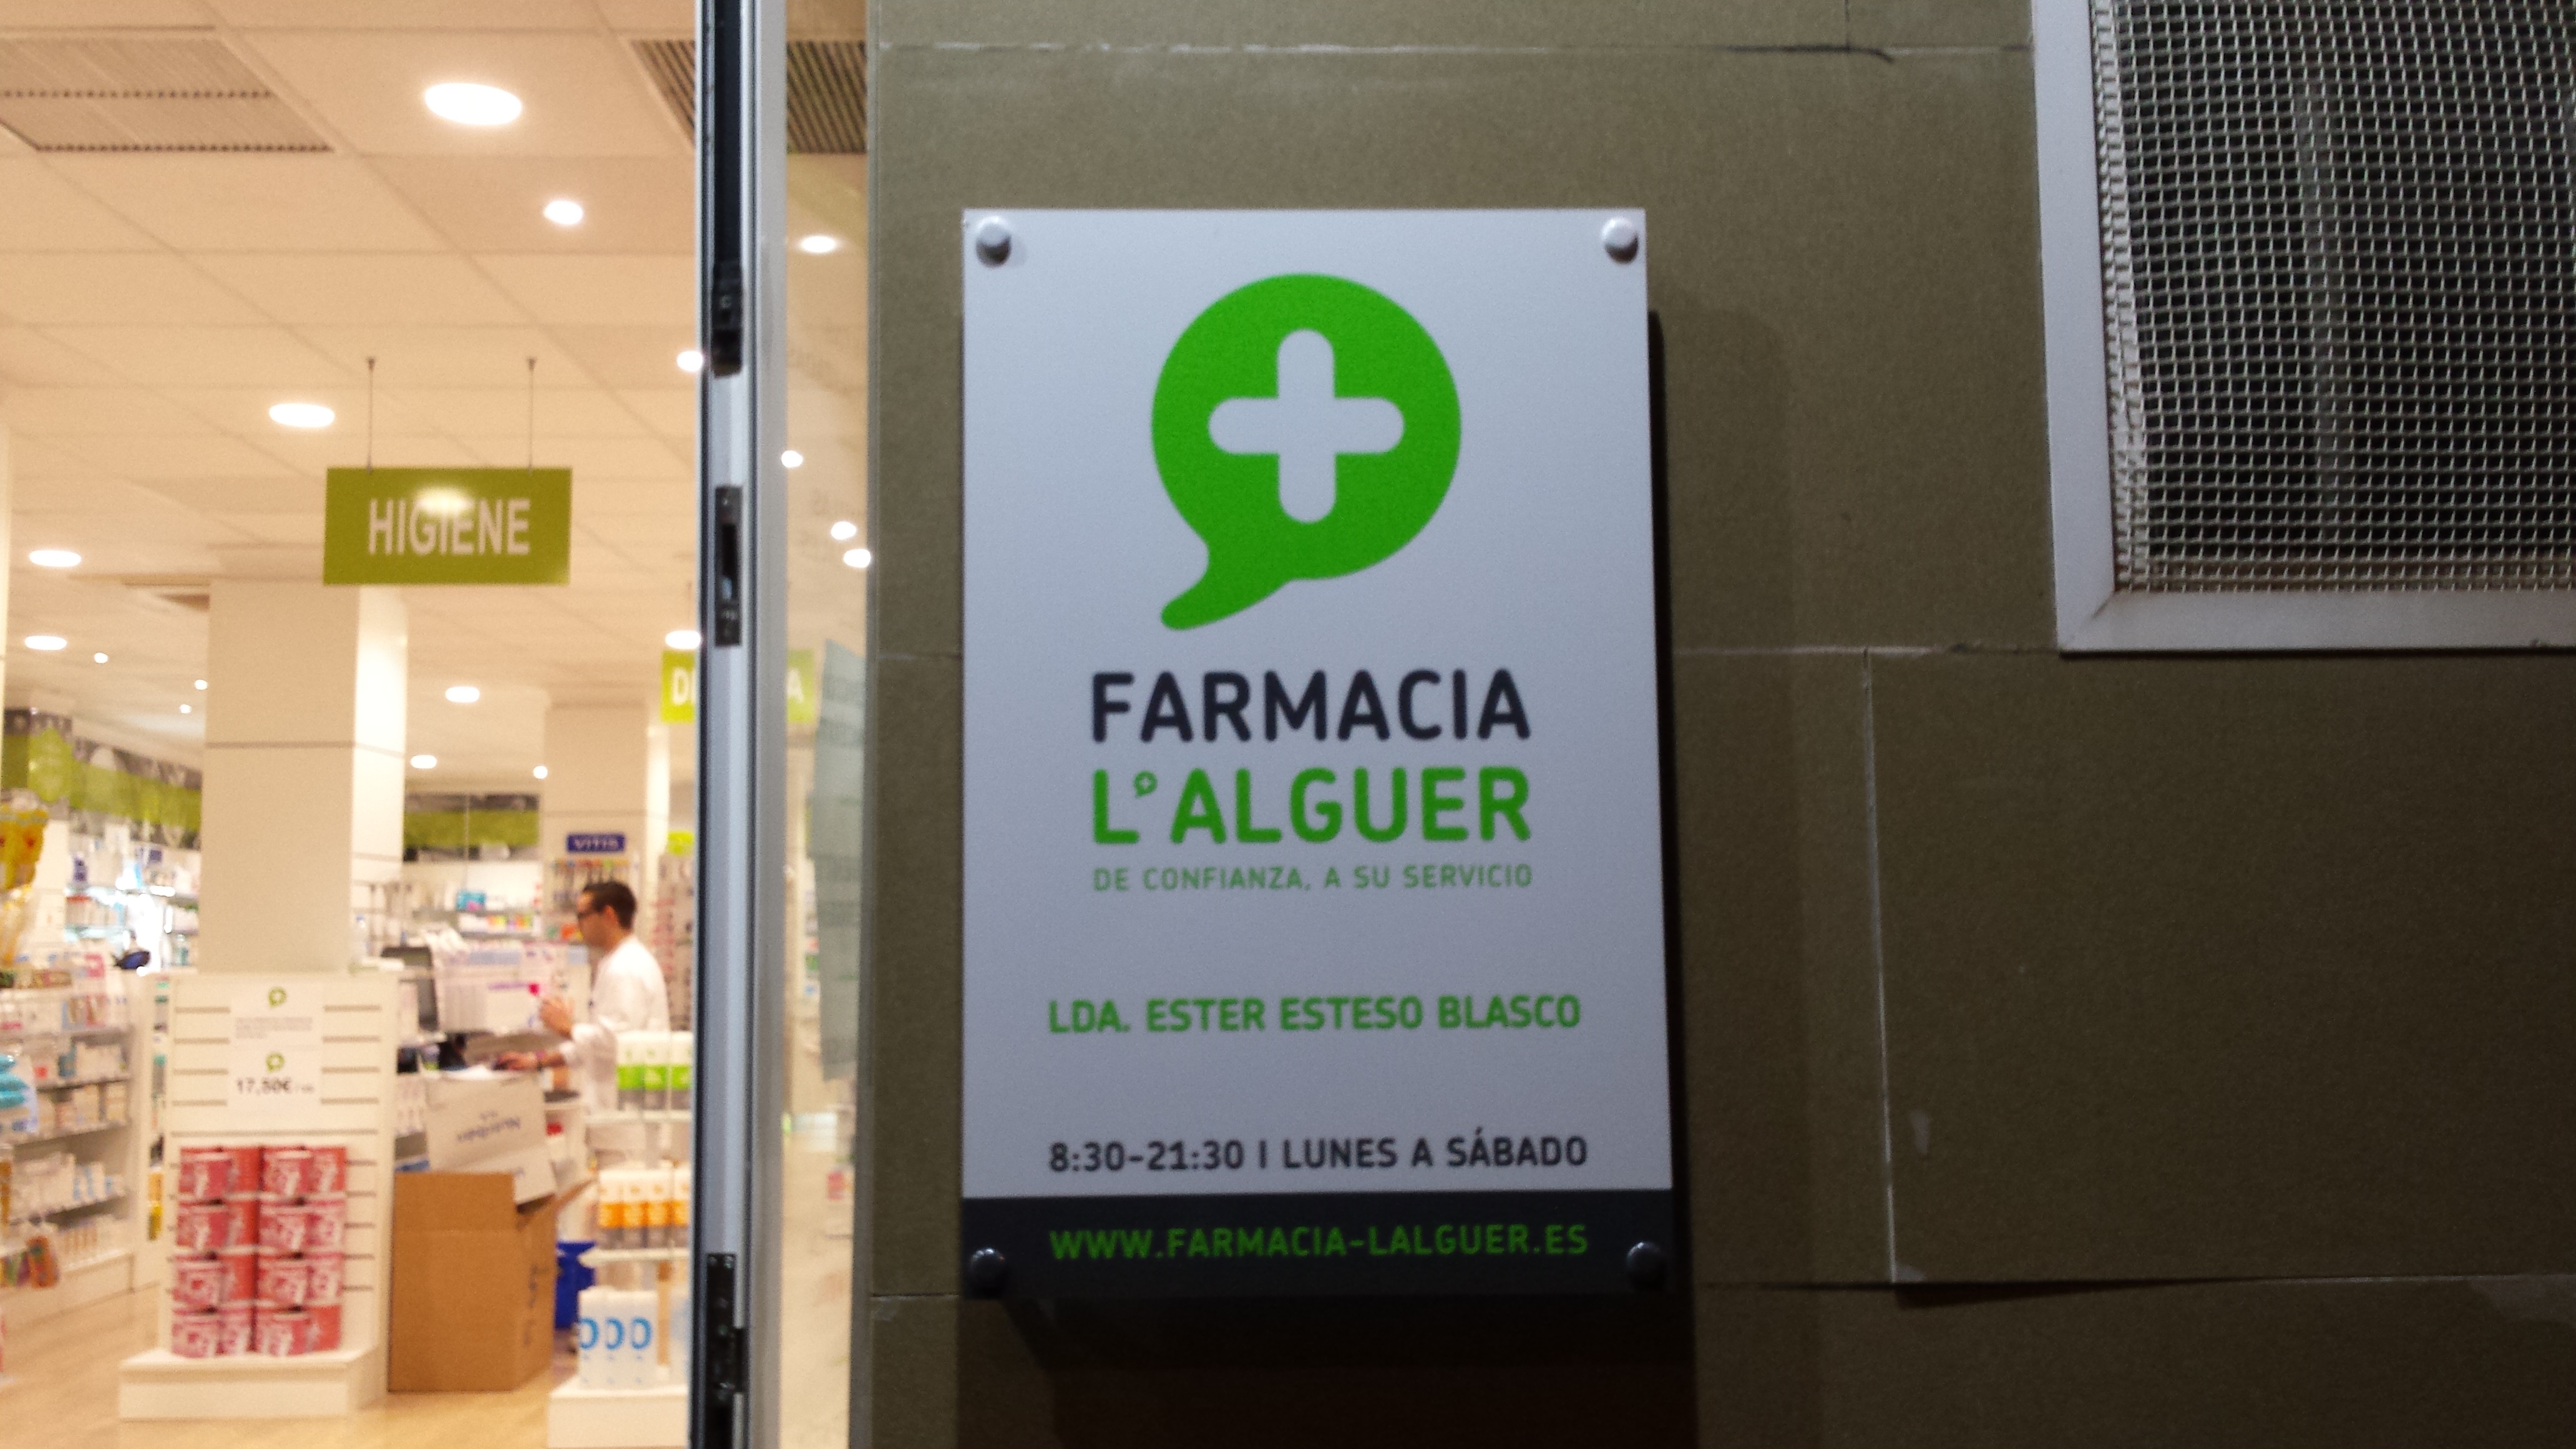 HIGIENE
VITIS
17,50€
FARMACIA
L'ALGUER
DE CONFIANZA, A SU SERVICIO
LDA. ESTER ESTESO BLASCO
8:30-21:30 | LUNES A SÁBADO
WWW.FARMACIA-LALGUER.ES